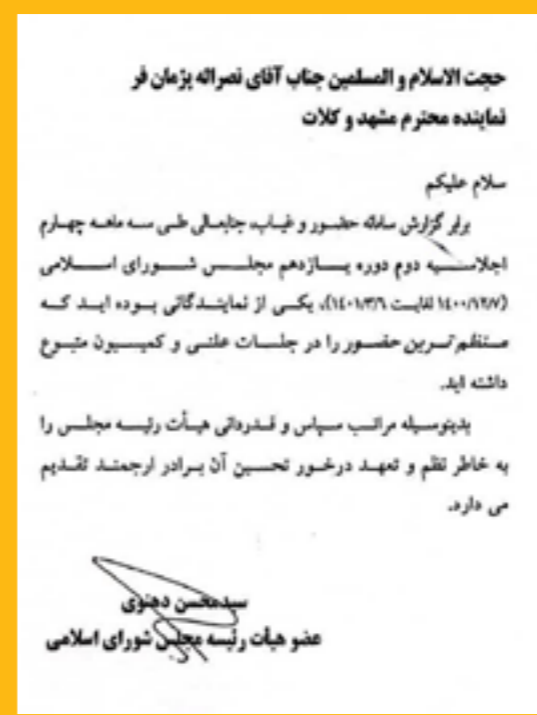 حجت الاسلام و المسلمین جناب آقای نصراله پژمان فر
نماینده محترم مشهد و کلات
سلام علیکم
برابر گزارش سامانه حضور و غیاب، جنابعالی طی سه ماهه چهارم
اجلاسیه دوم دوره یازدهم مجلس شورای اسلامی
(۱۴۰۰/۱۲/۷ لغایت ۱۴۰۱/۳/۶)، یکی از نمایندگانی بوده اید که
منظم ترین حضور را در جلسات علنی و کمیسیون متبوع
داشته اید.
بدینوسیله مراتب سپاس و قدردانی هیأت رئیسه مجلس را
به خاطر نظم و تعهد درخور تحسین آن برادر ارجمند تقدیم
می دارد.
سیدمحسن دهنوی
عضو هیأت رئیسه مجلس شورای اسلامی